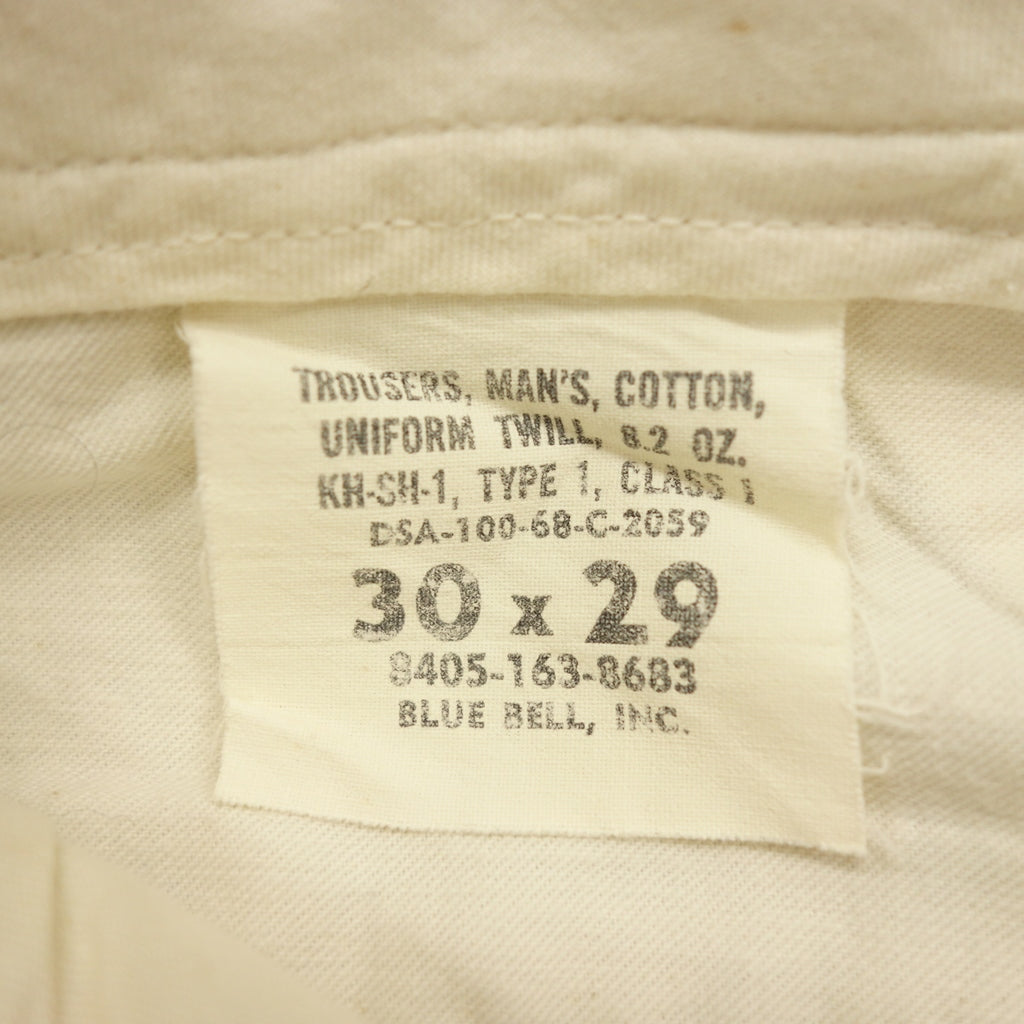 TROUSERS, MAN'S, COTTON,
UNIFORM TWILL, 8.2 OZ.
KH-SH-1, TYPE 1, CLASS 1
DSA-100-68-C-2059
30 x 29
8405-163-8683
BLUE BELL, INC.